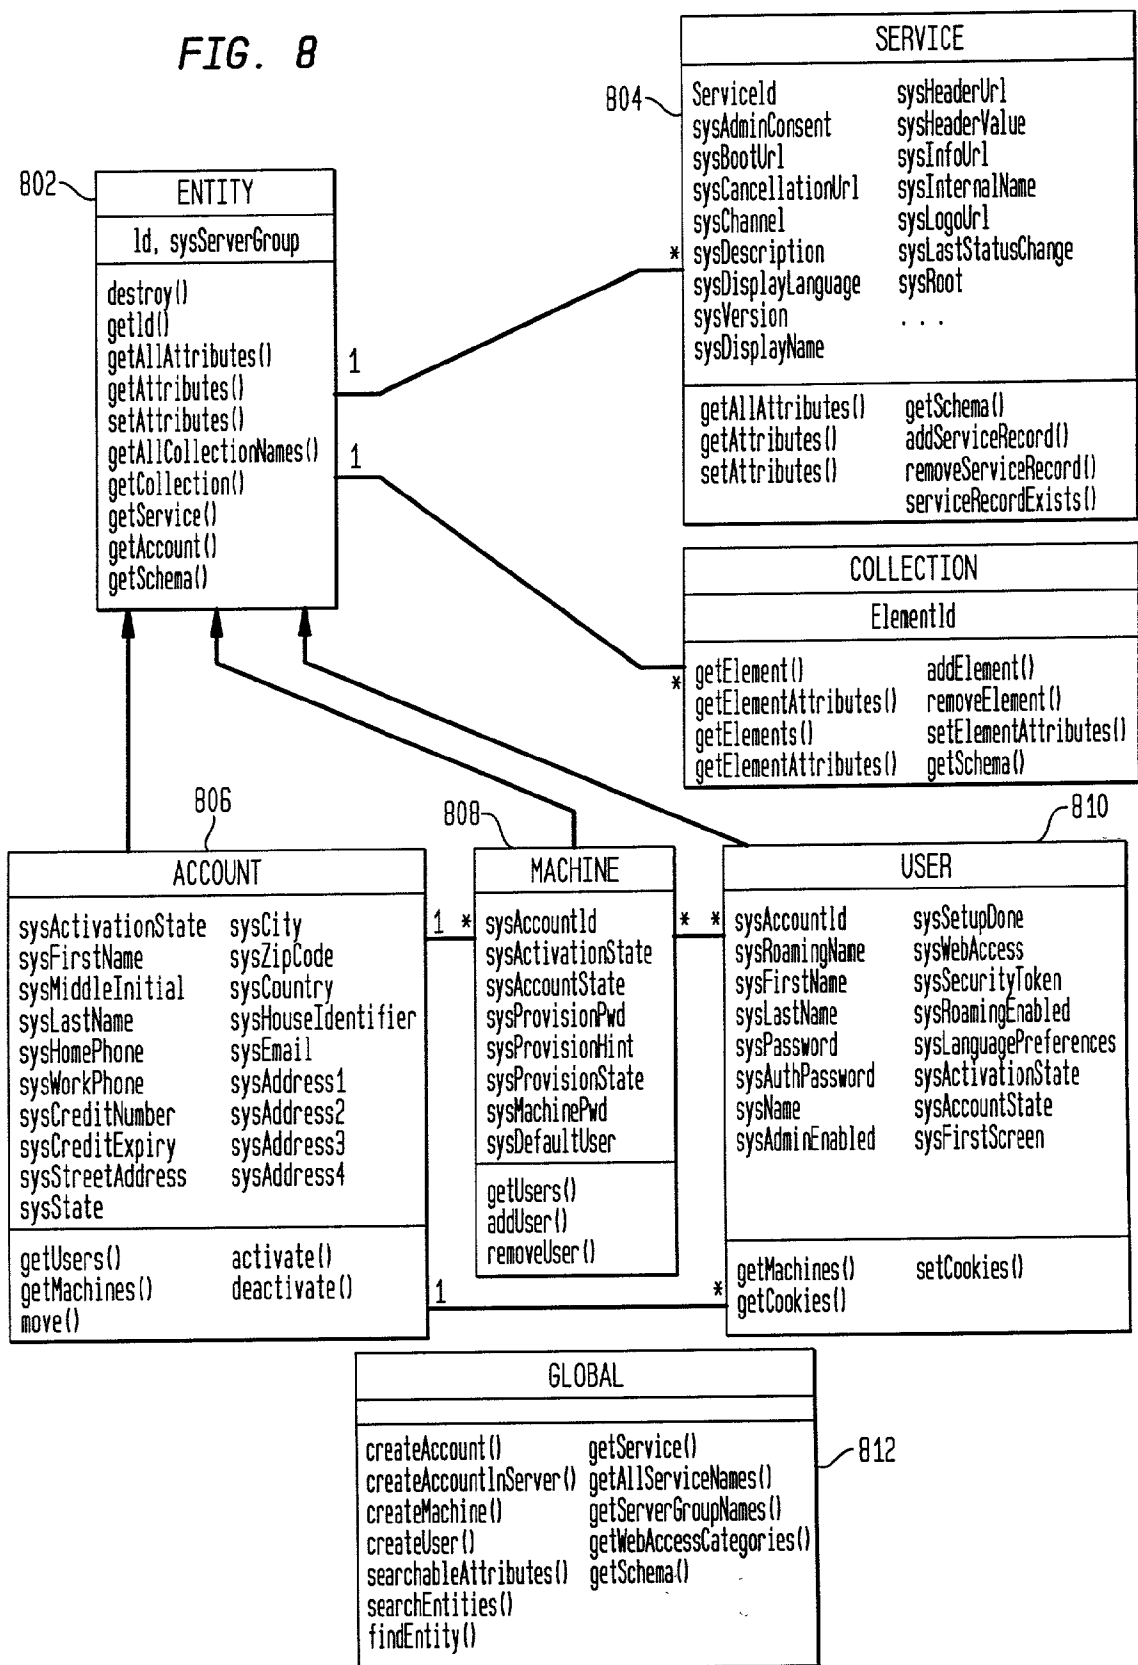 FIG. 8
SERVICE
804
ServiceId
sysAdminConsent
sysBootUrl
sysCancellationUrl
sysChannel
sysDescription
sysDisplayLanguage
sysVersion
sysDisplayName
sysHeaderUrl
sysHeaderValue
sysInfoUrl
sysInternalName
sysLogoUrl
sysLastStatusChange
sysRoot
. . .
getAllAttributes()
getAttributes()
setAttributes()
getSchema()
addServiceRecord()
removeServiceRecord()
serviceRecordExists()
802
ENTITY
Id, sysServerGroup
destroy()
getId()
getAllAttributes()
getAttributes()
setAttributes()
getAllCollectionNames()
getCollection()
getService()
getAccount()
getSchema()
1
*
1
*
COLLECTION
ElementId
getElement()
getElementAttributes()
getElements()
getElementAttributes()
addElement()
removeElement()
setElementAttributes()
getSchema()
806
ACCOUNT
sysActivationState
sysFirstName
sysMiddleInitial
sysLastName
sysHomePhone
sysWorkPhone
sysCreditNumber
sysCreditExpiry
sysStreetAddress
sysState
sysCity
sysZipCode
sysCountry
sysHouseIdentifier
sysEmail
sysAddress1
sysAddress2
sysAddress3
sysAddress4
getUsers()
getMachines()
move()
activate()
deactivate()
1 *
808
MACHINE
sysAccountId
sysActivationState
sysAccountState
sysProvisionPwd
sysProvisionHint
sysProvisionState
sysMachinePwd
sysDefaultUser
getUsers()
addUser()
removeUser()
* *
810
USER
sysAccountId
sysRoamingName
sysFirstName
sysLastName
sysPassword
sysAuthPassword
sysName
sysAdminEnabled
sysSetupDone
sysWebAccess
sysSecurityToken
sysRoamingEnabled
sysLanguagePreferences
sysActivationState
sysAccountState
sysFirstScreen
getMachines()
getCookies()
setCookies()
1 *
GLOBAL
812
createAccount()
createAccountInServer()
createMachine()
createUser()
searchableAttributes()
searchEntities()
findEntity()
getService()
getAllServiceNames()
getServerGroupNames()
getWebAccessCategories()
getSchema()